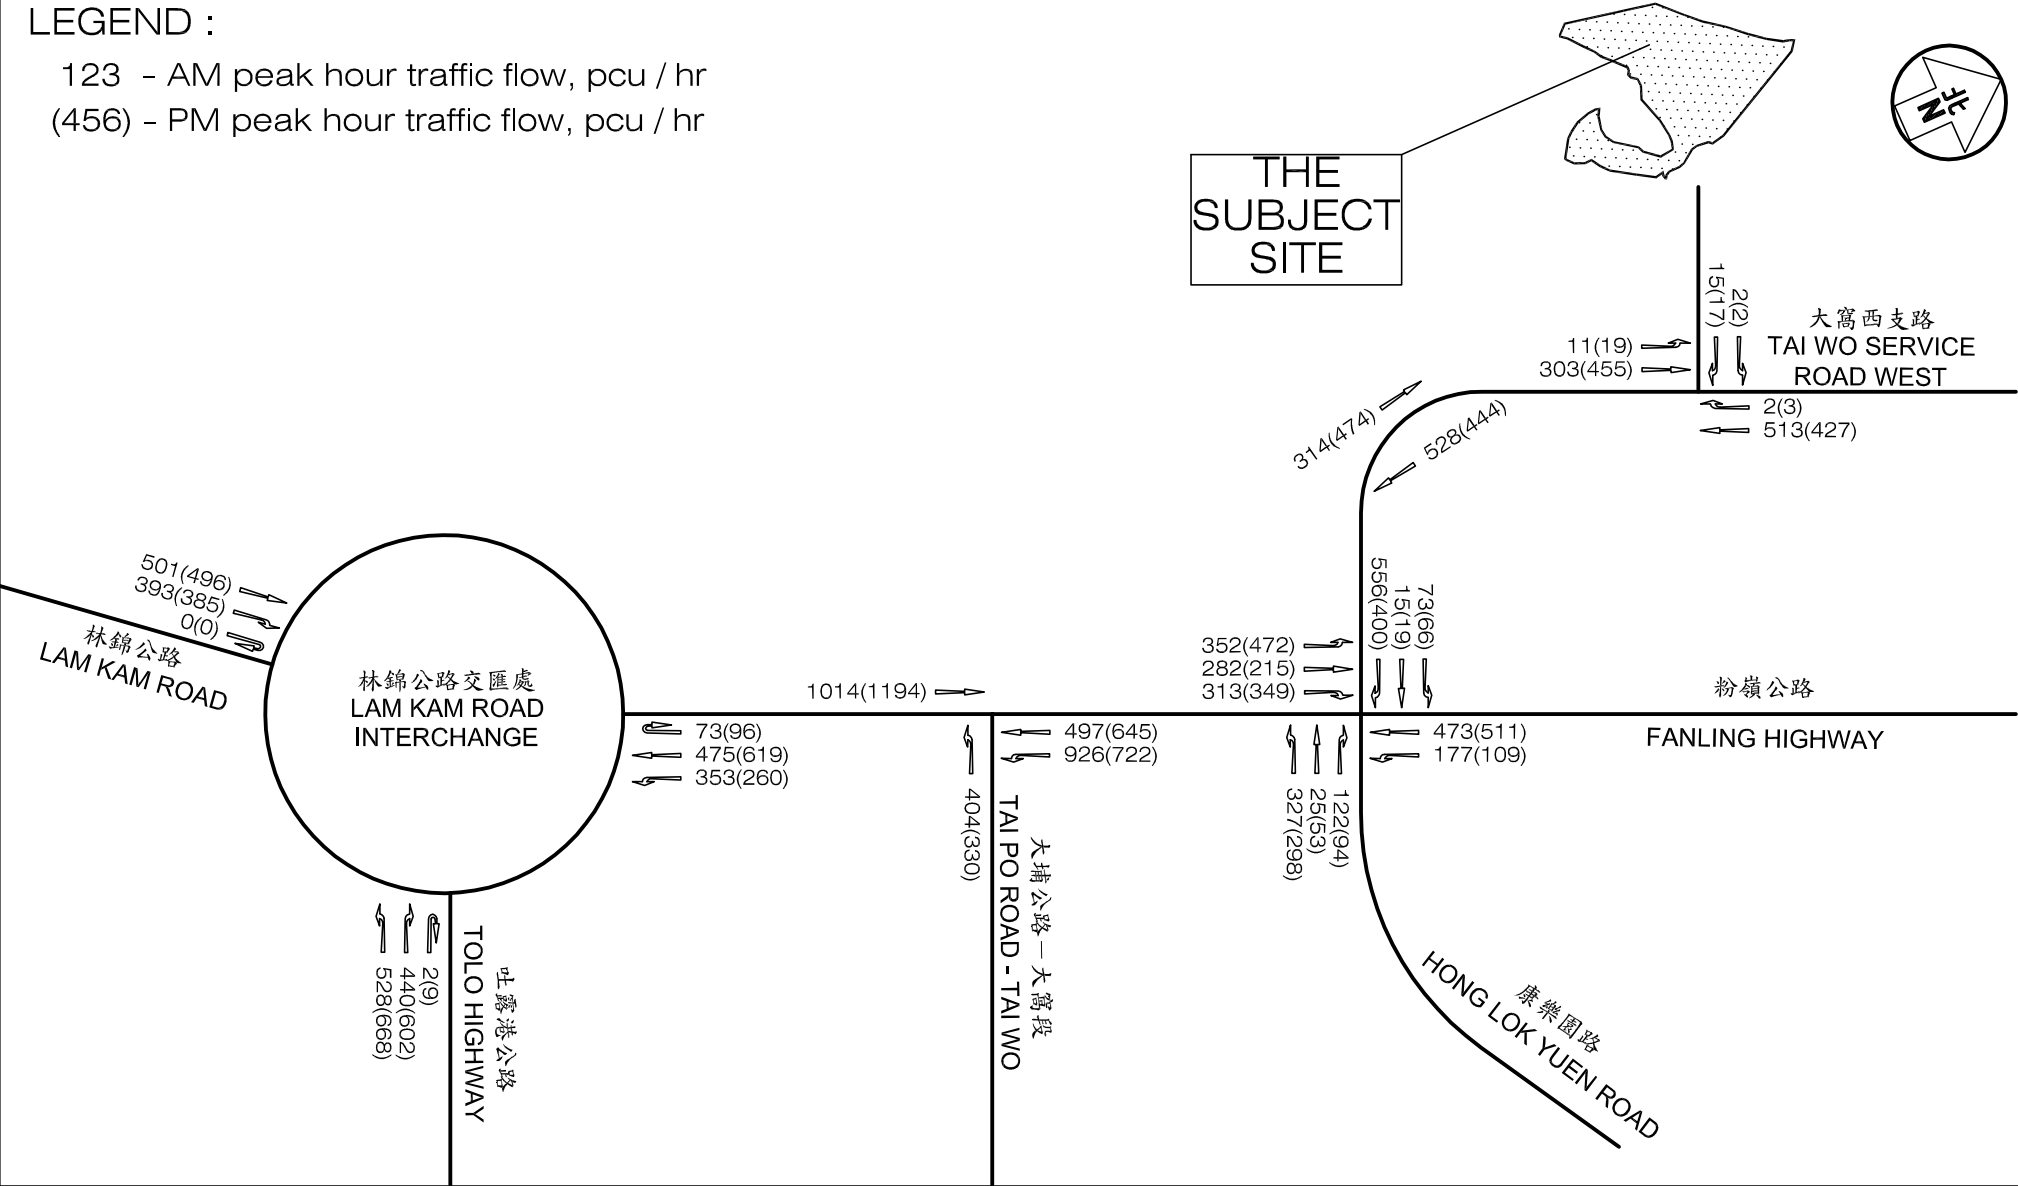 LEGEND :
123 - AM peak hour traffic flow, pcu / hr
(456) - PM peak hour traffic flow, pcu / hr
THE
SUBJECT
SITE
北
N
15(17)
2(2)
大窩西支路
TAI WO SERVICE
ROAD WEST
11(19)
303(455)
2(3)
513(427)
314(474)
528(444)
501(496)
393(385)
0(0)
林錦公路
LAM KAM ROAD
林錦公路交匯處
LAM KAM ROAD
INTERCHANGE
1014(1194)
73(96)
475(619)
353(260)
497(645)
926(722)
404(330)
TAI PO ROAD - TAI WO
大埔公路－大窩段
556(400)
15(19)
73(66)
352(472)
282(215)
313(349)
473(511)
177(109)
327(298)
25(53)
122(94)
粉嶺公路
FANLING HIGHWAY
528(668)
440(602)
2(9)
TOLO HIGHWAY
吐露港公路
康樂園路
HONG LOK YUEN ROAD